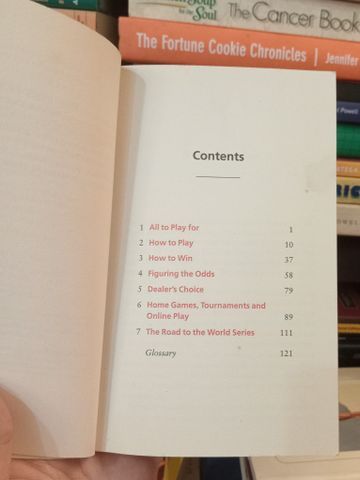 Soup
for the Soul
The Cancer Book
The Fortune Cookie Chronicles | Jennifer
Powell
Contents
1 All to Play for 1
2 How to Play 10
3 How to Win 37
4 Figuring the Odds 58
5 Dealer's Choice 79
6 Home Games, Tournaments and
Online Play 89
7 The Road to the World Series 111
Glossary 121